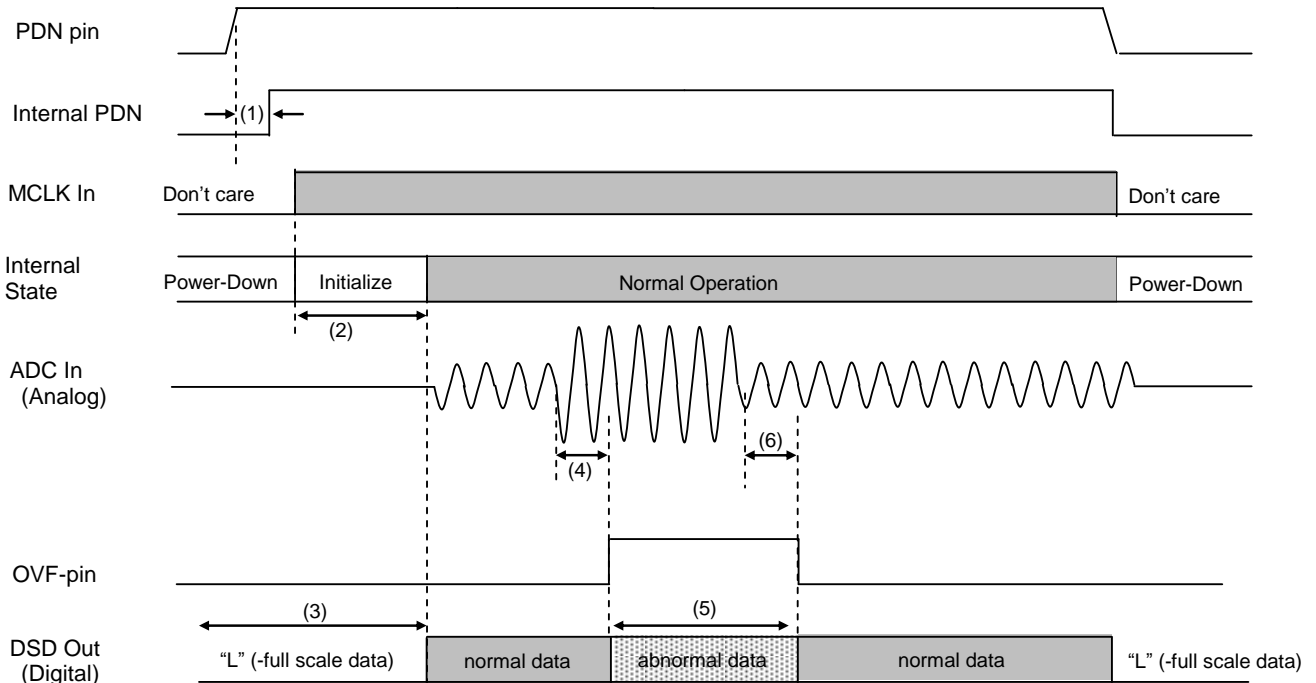 PDN pin
Internal PDN
(1)
MCLK In
Don't care
Don't care
Internal
State
Power-Down
Initialize
Normal Operation
Power-Down
(2)
ADC In
(Analog)
(4)
(6)
OVF-pin
(3)
(5)
DSD Out
(Digital)
“L” (-full scale data)
normal data
abnormal data
normal data
“L” (-full scale data)